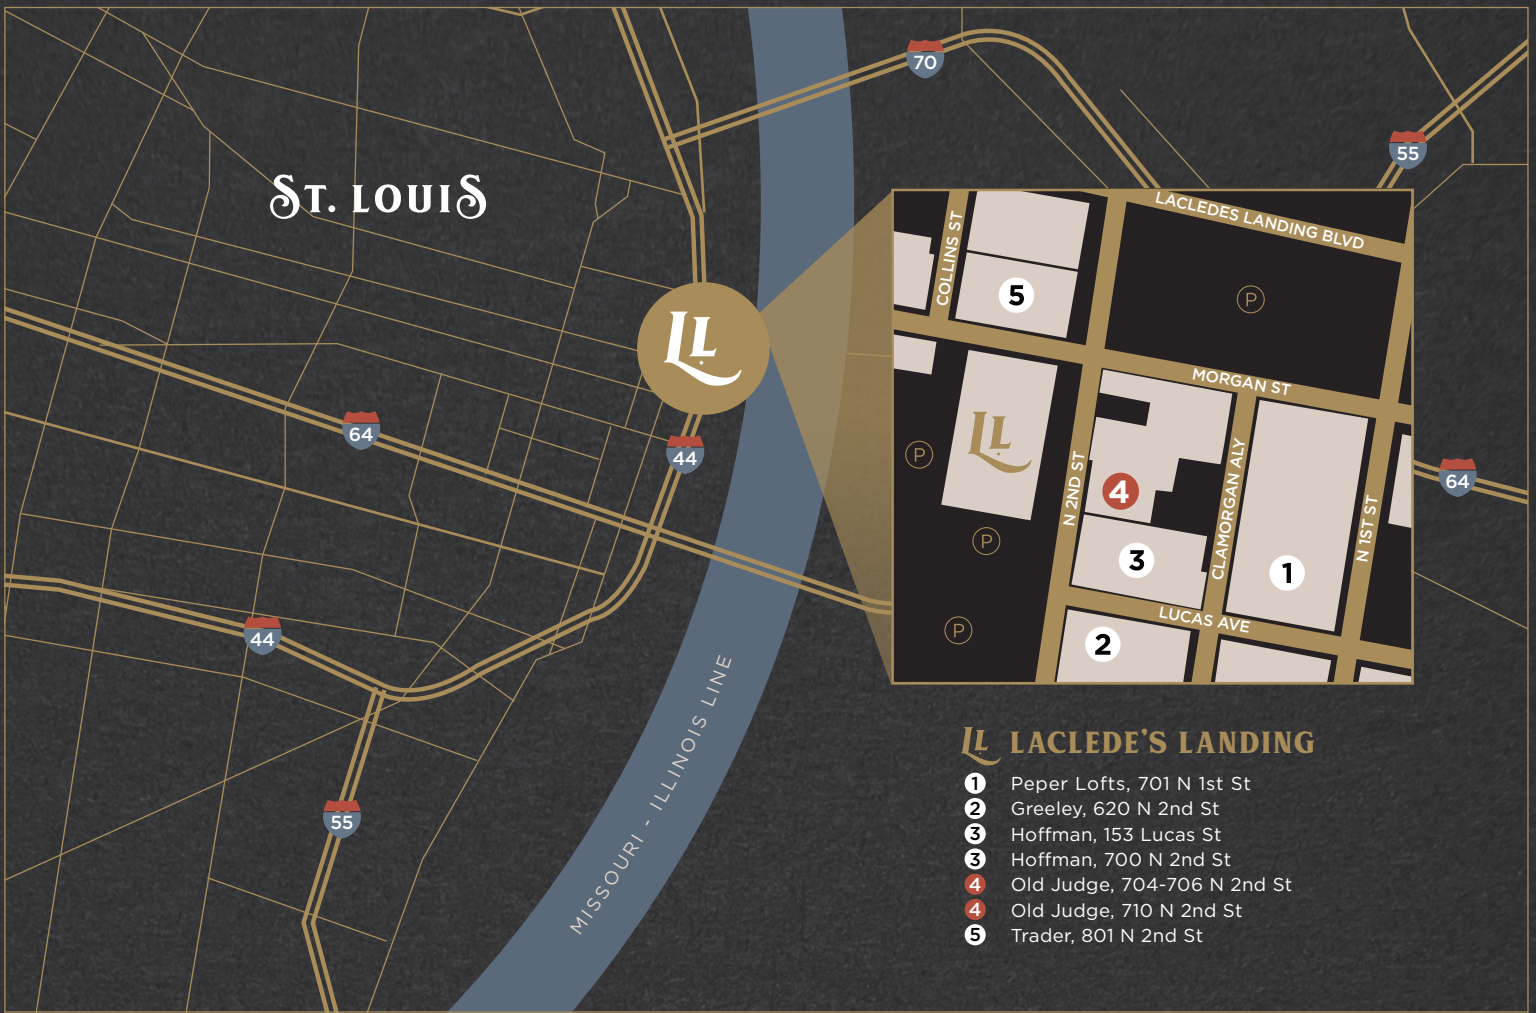 70
55
St. Louis
LACLEDES LANDING BLVD
COLLINS ST
5
P
LL
MORGAN ST
LL
64
44
P
N 2ND ST
CLAMORGAN ALY
N 1ST ST
64
4
P
3
1
44
LUCAS AVE
P
2
MISSOURI - ILLINOIS LINE
55
LL LACLEDE'S LANDING
1 Peper Lofts, 701 N 1st St
2 Greeley, 620 N 2nd St
3 Hoffman, 153 Lucas St
3 Hoffman, 700 N 2nd St
4 Old Judge, 704-706 N 2nd St
4 Old Judge, 710 N 2nd St
5 Trader, 801 N 2nd St